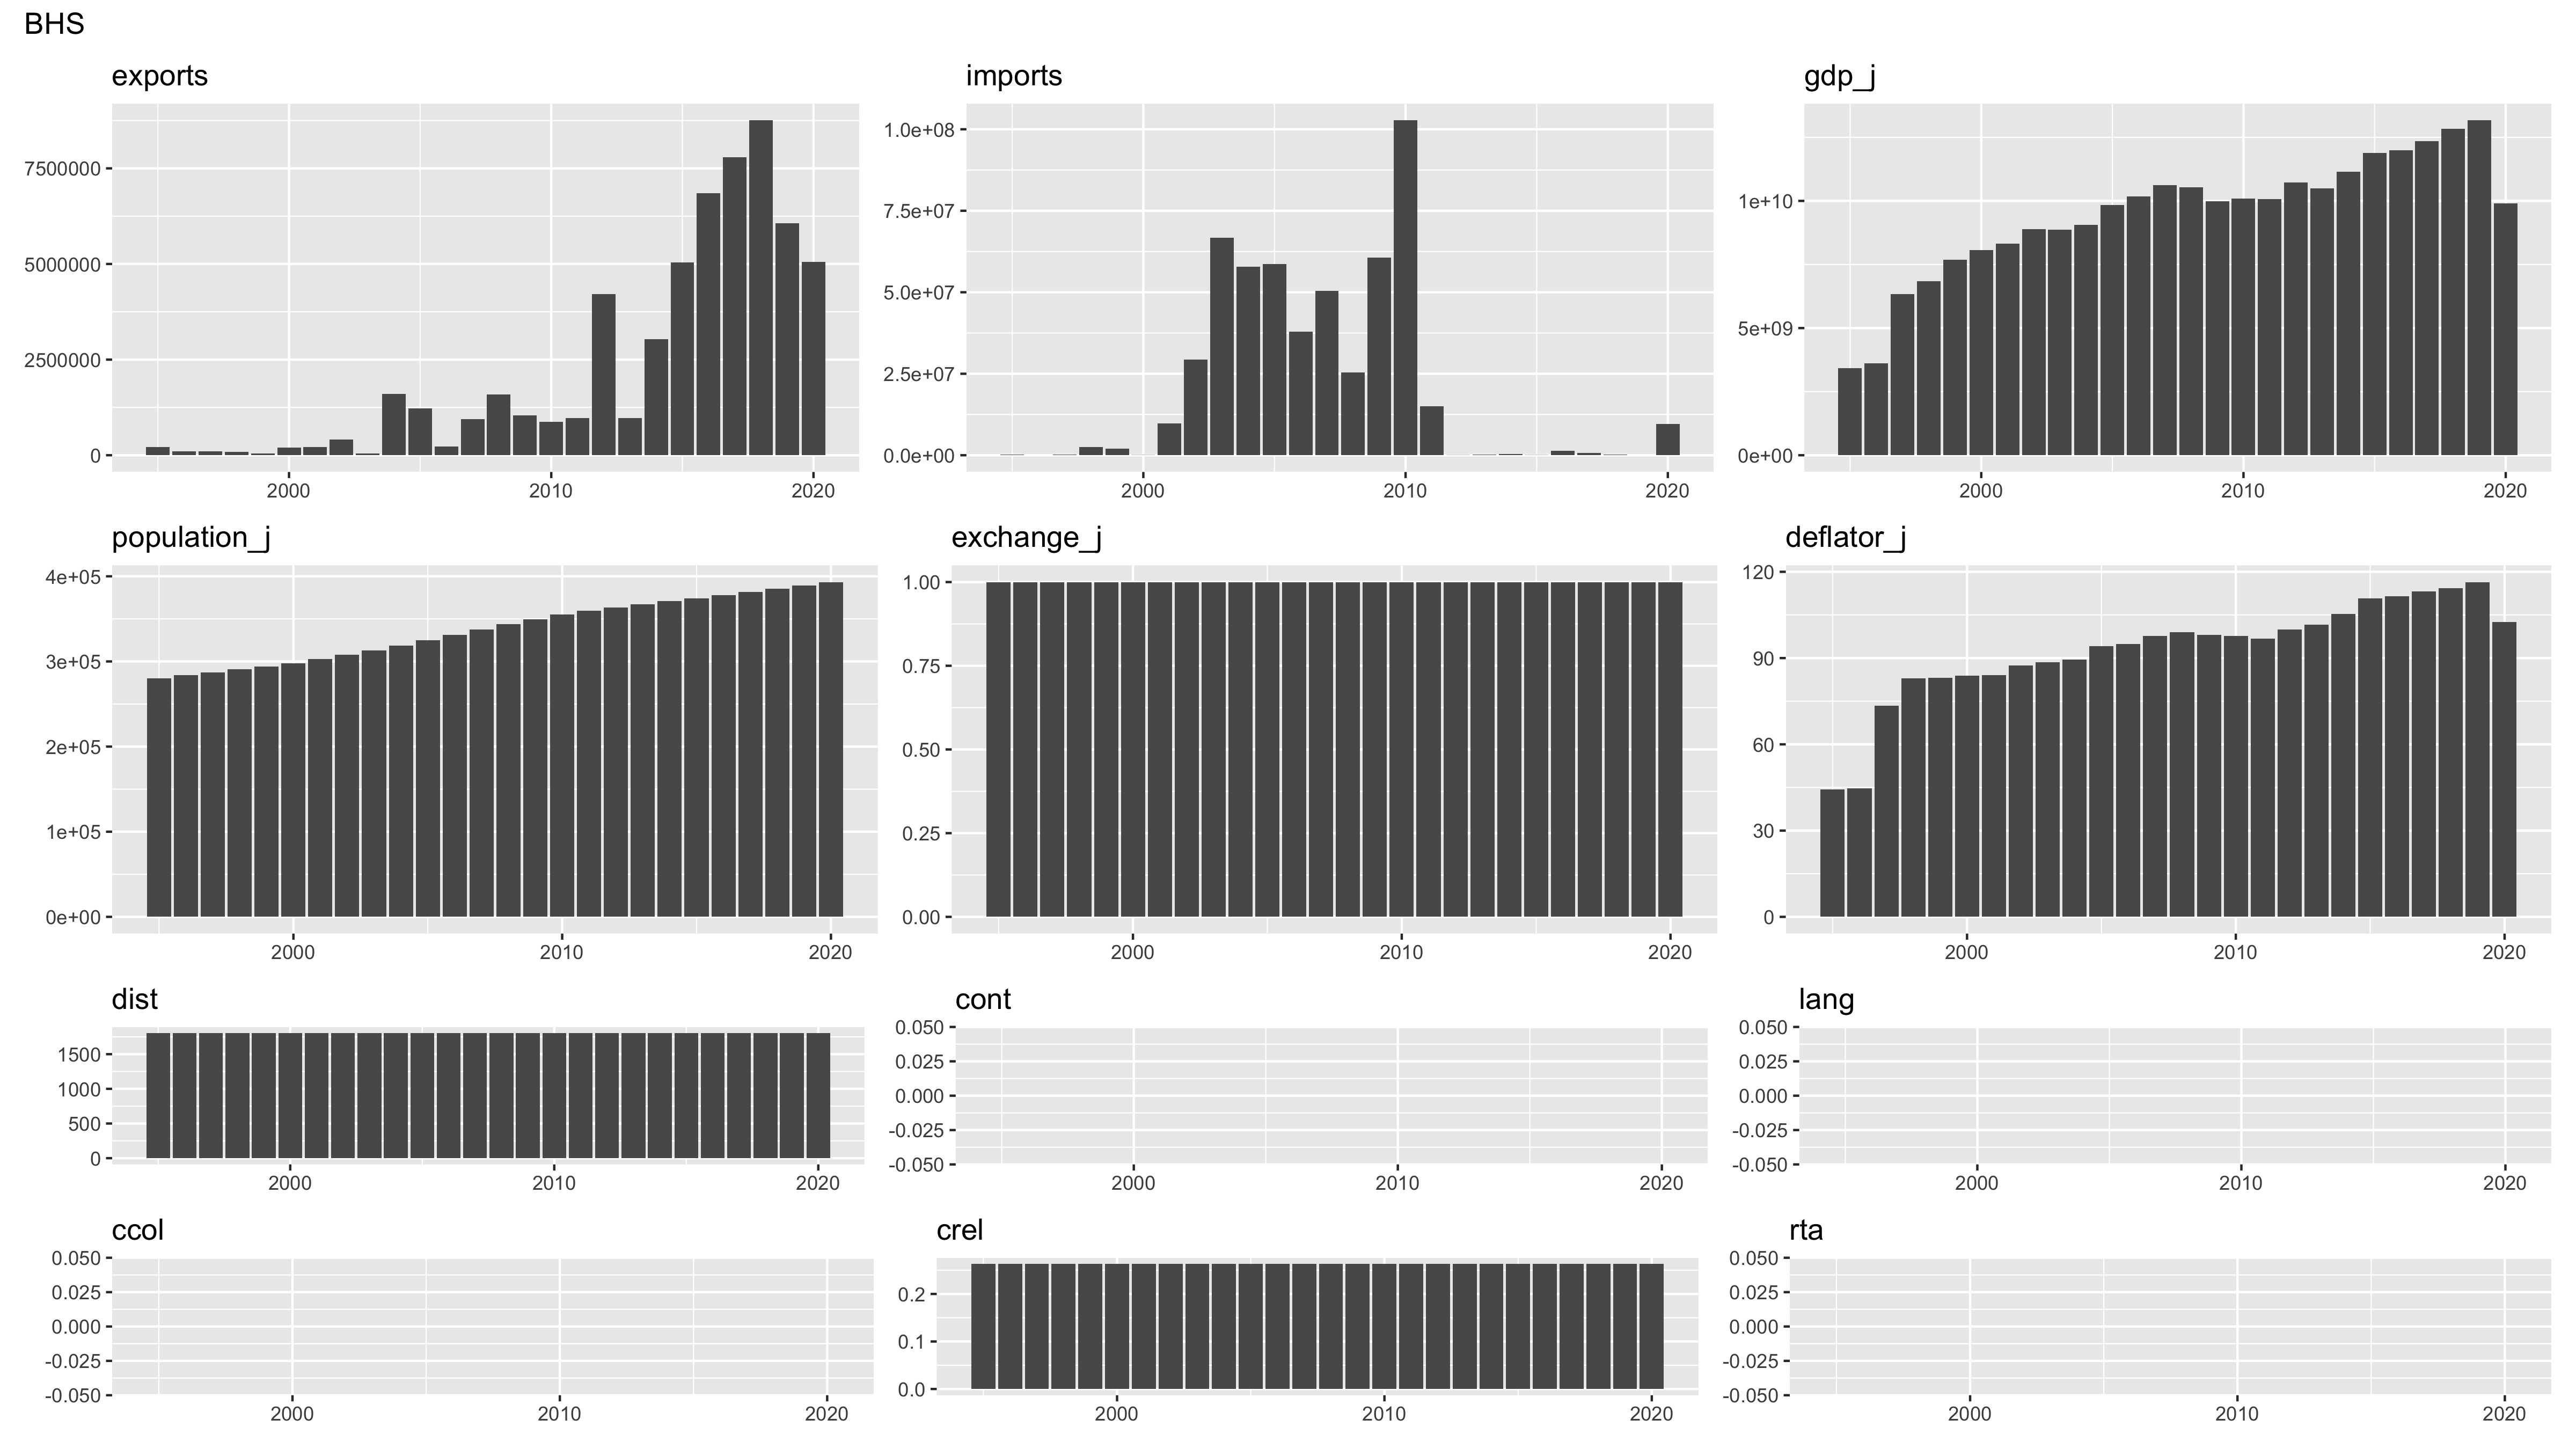 BHS
exports
7500000
5000000
2500000
0
2000 2010 2020
imports
1.0e+08
7.5e+07
5.0e+07
2.5e+07
0.0e+00
2000 2010 2020
gdp_j
1e+10
5e+09
0e+00
2000 2010 2020
population_j
4e+05
3e+05
2e+05
1e+05
0e+00
2000 2010 2020
exchange_j
1.00
0.75
0.50
0.25
0.00
2000 2010 2020
deflator_j
120
90
60
30
0
2000 2010 2020
dist
1500
1000
500
0
2000 2010 2020
cont
0.050
0.025
0.000
-0.025
-0.050
2000 2010 2020
lang
0.050
0.025
0.000
-0.025
-0.050
2000 2010 2020
ccol
0.050
0.025
0.000
-0.025
-0.050
2000 2010 2020
crel
0.2
0.1
0.0
2000 2010 2020
rta
0.050
0.025
0.000
-0.025
-0.050
2000 2010 2020